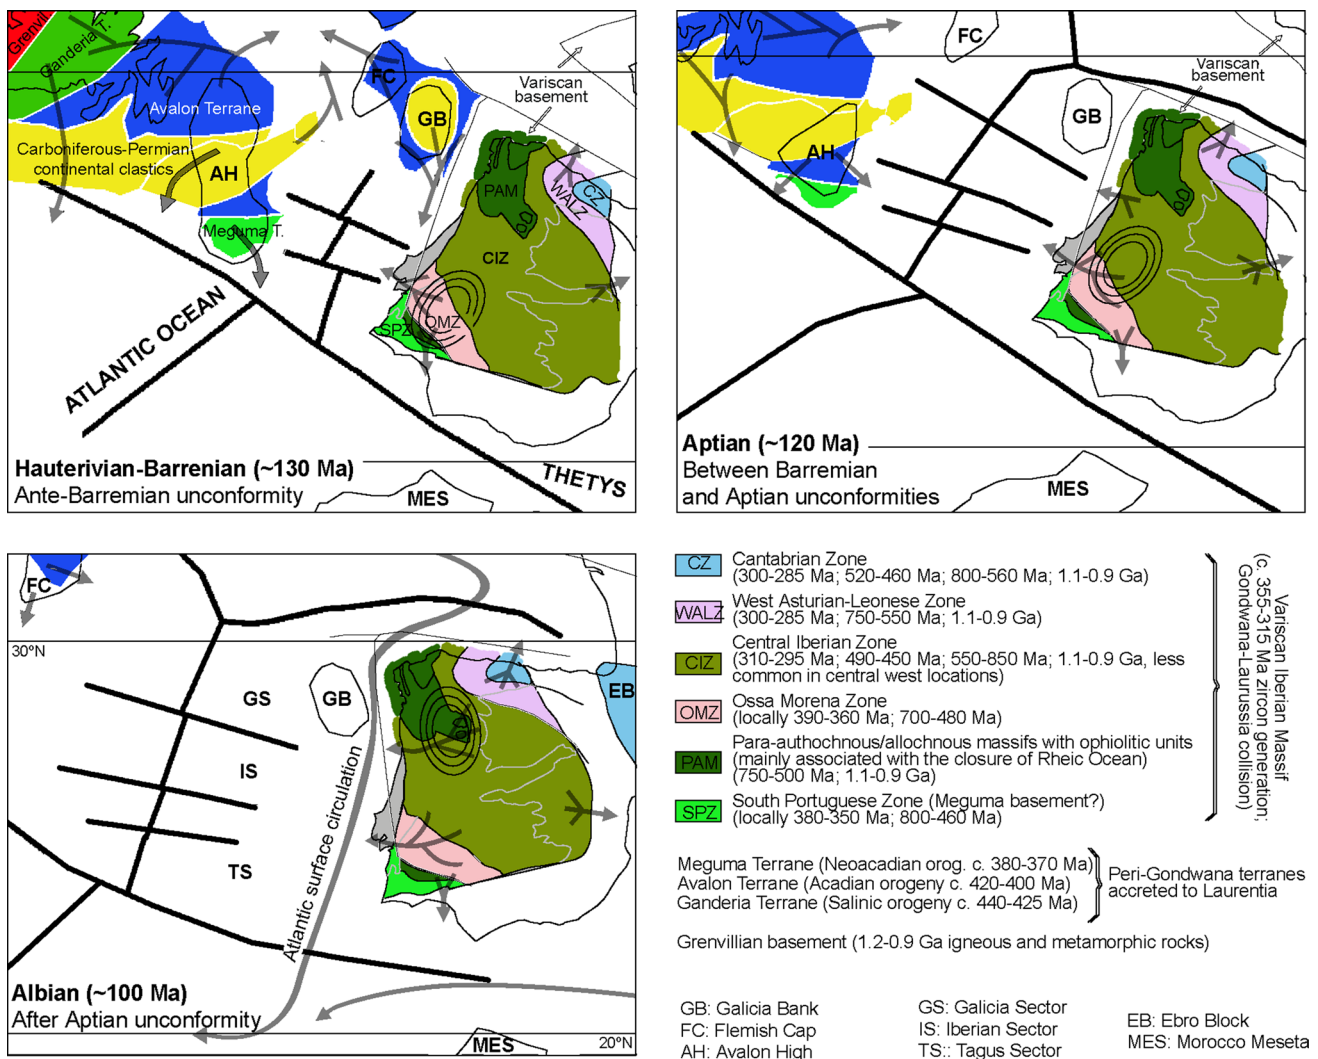 Grenvil
Ganderia T.
Avalon Terrane
Carboniferous-Permian
continental clastics
AH
Meguma T.
FC
GB
Variscan
basement
PAM
WALZ
CZ
CIZ
OMZ
SPZ
ATLANTIC OCEAN
THETYS
MES
Hauterivian-Barrenian (~130 Ma)
Ante-Barremian unconformity
FC
GB
Variscan
basement
AH
MES
Aptian (~120 Ma)
Between Barremian
and Aptian unconformities
FC
30°N
GS
GB
EB
IS
TS
Atlantic surface circulation
Albian (~100 Ma)
After Aptian unconformity
MES
20°N
CZ
Cantabrian Zone
(300-285 Ma; 520-460 Ma; 800-560 Ma; 1.1-0.9 Ga)
WALZ
West Asturian-Leonese Zone
(300-285 Ma; 750-550 Ma; 1.1-0.9 Ga)
CIZ
Central Iberian Zone
(310-295 Ma; 490-450 Ma; 550-850 Ma; 1.1-0.9 Ga, less
common in central west locations)
OMZ
Ossa Morena Zone
(locally 390-360 Ma; 700-480 Ma)
PAM
Para-authochnous/allochnous massifs with ophiolitic units
(mainly associated with the closure of Rheic Ocean)
(750-500 Ma; 1.1-0.9 Ga)
SPZ
South Portuguese Zone (Meguma basement?)
(locally 380-350 Ma; 800-460 Ma)
Variscan Iberian Massif
(c. 355-315 Ma zircon generation;
Gondwana-Laurussia collision)
Meguma Terrane (Neoacadian orog. c. 380-370 Ma)
Avalon Terrane (Acadian orogeny c. 420-400 Ma)
Ganderia Terrane (Salinic orogeny c. 440-425 Ma)
Peri-Gondwana terranes
accreted to Laurentia
Grenvillian basement (1.2-0.9 Ga igneous and metamorphic rocks)
GB: Galicia Bank
FC: Flemish Cap
AH: Avalon High
GS: Galicia Sector
IS: Iberian Sector
TS:: Tagus Sector
EB: Ebro Block
MES: Morocco Meseta